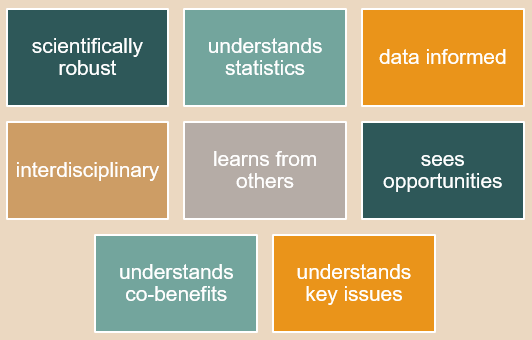 scientifically
robust
understands
statistics
data informed
interdisciplinary
learns from
others
sees
opportunities
understands
co-benefits
understands
key issues